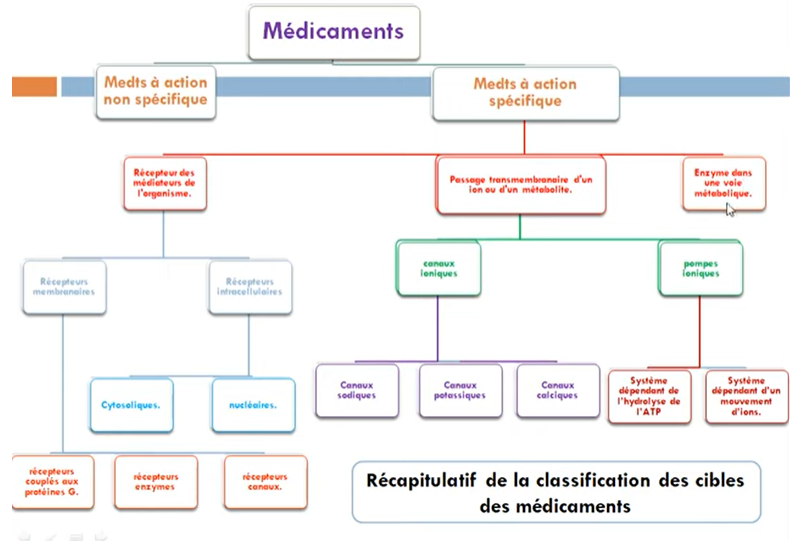 Médicaments
Medts à action
non spécifique
Medts à action
spécifique
Récepteur des
médiateurs de
l'organisme.
Passage transmembranaire d'un
ion ou d'un métabolite.
Enzyme dans
une voie
métabolique.
Récepteurs
membranaires
Récepteurs
intracellulaires
canaux
ioniques
pompes
ioniques
Cytosoliques.
nucléaires.
Canaux
sodiques
Canaux
potassiques
Canaux
calciques
Système
dépendant de
l'hydrolyse de
l'ATP
Système
dépendant d'un
mouvement
d'ions.
récepteurs
couplés aux
protéines G.
récepteurs
enzymes
récepteurs
canaux.
Récapitulatif de la classification des cibles
des médicaments